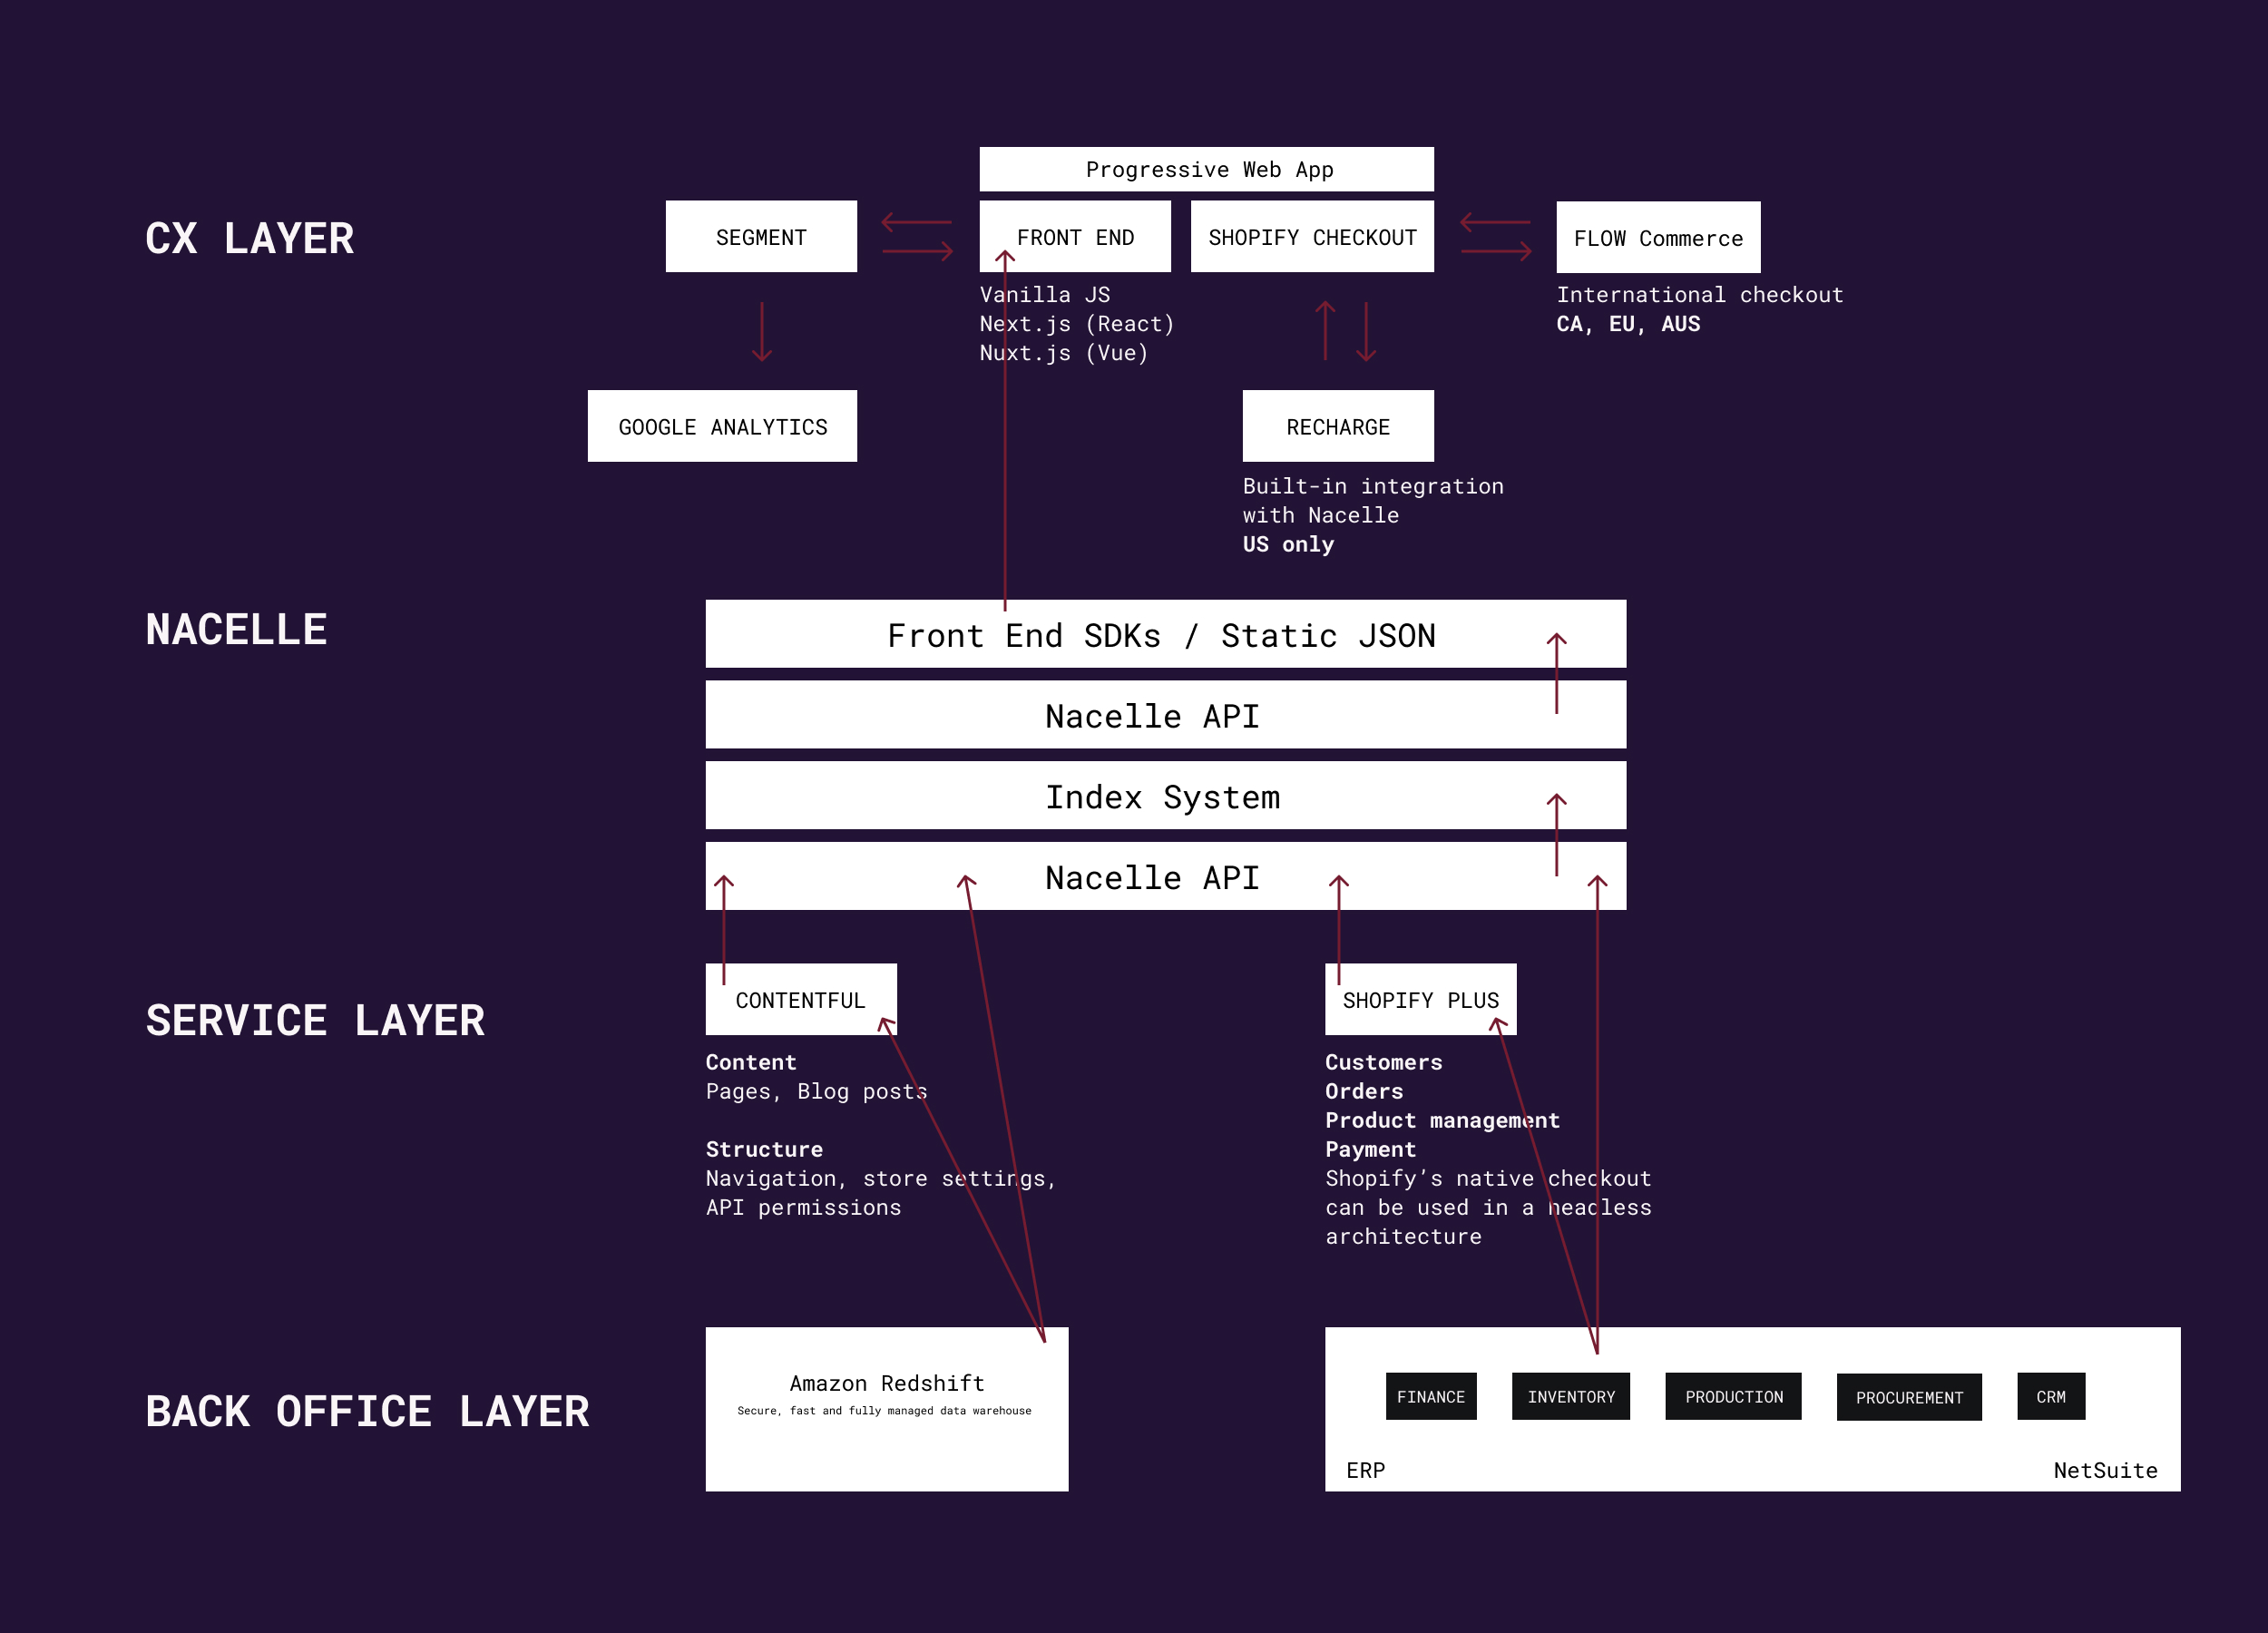 Progressive Web App
CX LAYER
SEGMENT
FRONT END
SHOPIFY CHECKOUT
FLOW Commerce
Vanilla JS
Next.js (React)
Nuxt.js (Vue)
International checkout
CA, EU, AUS
GOOGLE ANALYTICS
RECHARGE
Built-in integration
with Nacelle
US only
NACELLE
Front End SDKs / Static JSON
Nacelle API
Index System
Nacelle API
SERVICE LAYER
CONTENTFUL
Content
Pages, Blog posts
Structure
Navigation, store settings,
API permissions
SHOPIFY PLUS
Customers
Orders
Product management
Payment
Shopify’s native checkout
can be used in a headless
architecture
BACK OFFICE LAYER
Amazon Redshift
Secure, fast and fully managed data warehouse
FINANCE
INVENTORY
PRODUCTION
PROCUREMENT
CRM
ERP
NetSuite